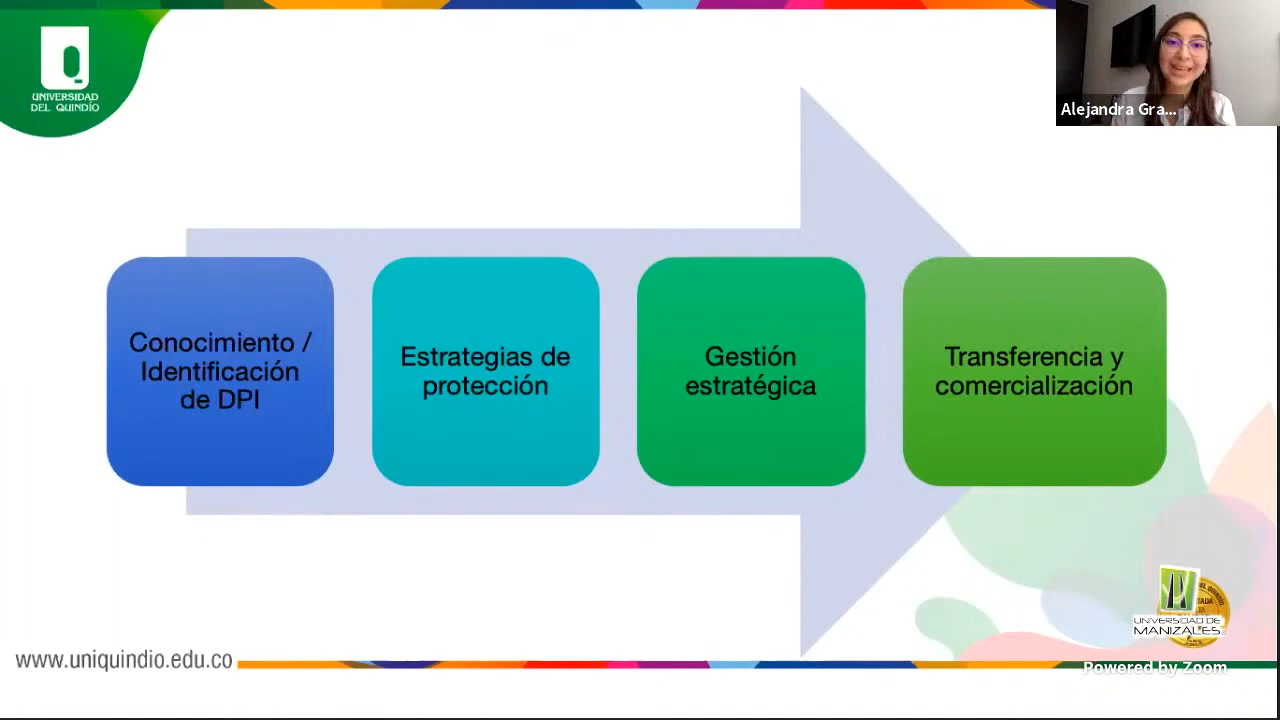 UNIVERSIDAD
DEL QUINDÍO
Alejandra Gra...
Conocimiento /
Identificación
de DPI
Estrategias de
protección
Gestión
estratégica
Transferencia y
comercialización
UNIVERSIDAD DE
MANIZALES
www.uniquindio.edu.co
Powered by Zoom